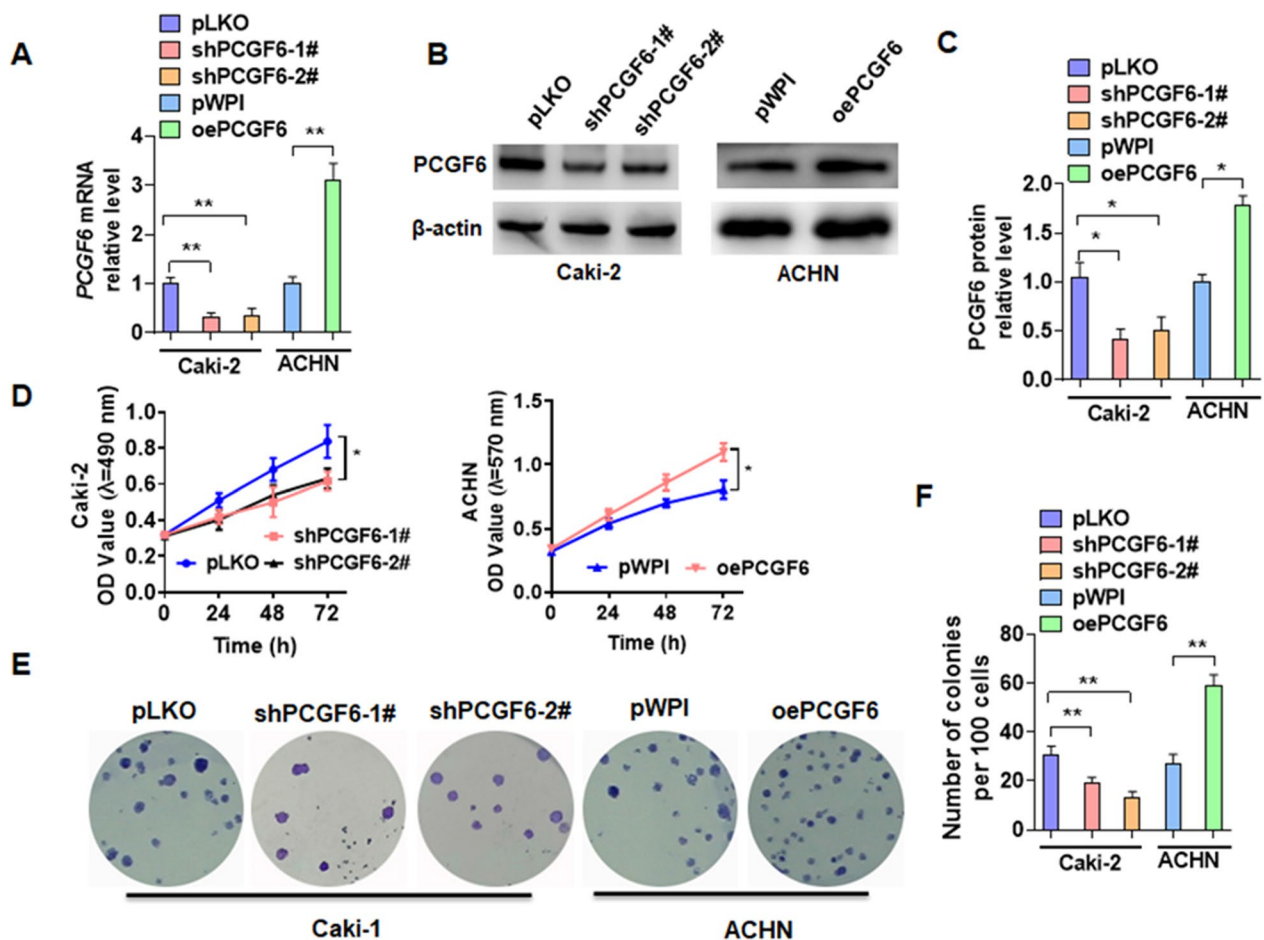 A
pLKO
shPCGF6-1#
shPCGF6-2#
pWPI
oePCGF6
PCGF6 mRNA
relative level
4
3
2
1
0
**
**
**
Caki-2
ACHN
B
pLKO
shPCGF6-1#
shPCGF6-2#
pWPI
oePCGF6
PCGF6
β-actin
Caki-2
ACHN
C
pLKO
shPCGF6-1#
shPCGF6-2#
pWPI
oePCGF6
PCGF6 protein
relative level
2.0
1.5
1.0
0.5
0.0
*
*
*
Caki-2
ACHN
D
Caki-2
OD Value (λ=490 nm)
1.0
0.8
0.6
0.4
0.2
0.0
*
shPCGF6-1#
pLKO
shPCGF6-2#
0 24 48 72
Time (h)
ACHN
OD Value (λ=570 nm)
1.5
1.0
0.5
0.0
*
pWPI
oePCGF6
0 24 48 72
Time (h)
E
pLKO
shPCGF6-1#
shPCGF6-2#
pWPI
oePCGF6
Caki-1
ACHN
F
pLKO
shPCGF6-1#
shPCGF6-2#
pWPI
oePCGF6
Number of colonies
per 100 cells
80
60
40
20
0
**
**
**
Caki-2
ACHN